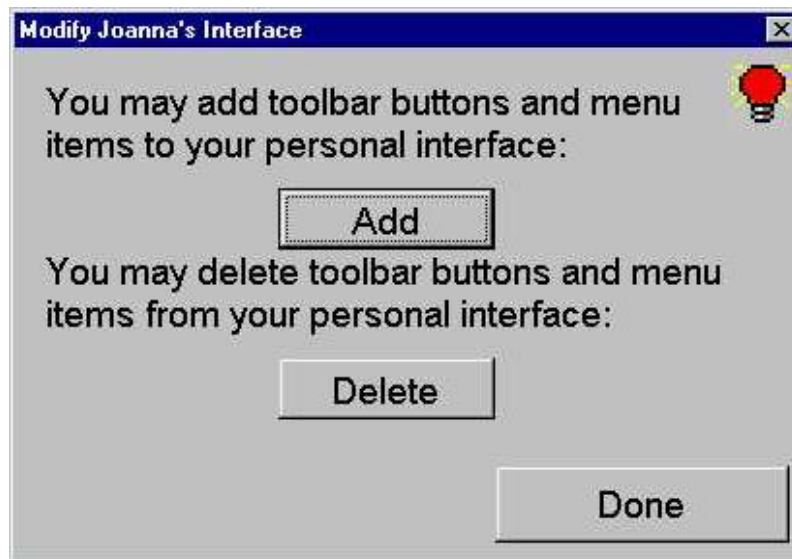 Modify Joanna's Interface
You may add toolbar buttons and menu
items to your personal interface:
Add
You may delete toolbar buttons and menu
items from your personal interface:
Delete
Done